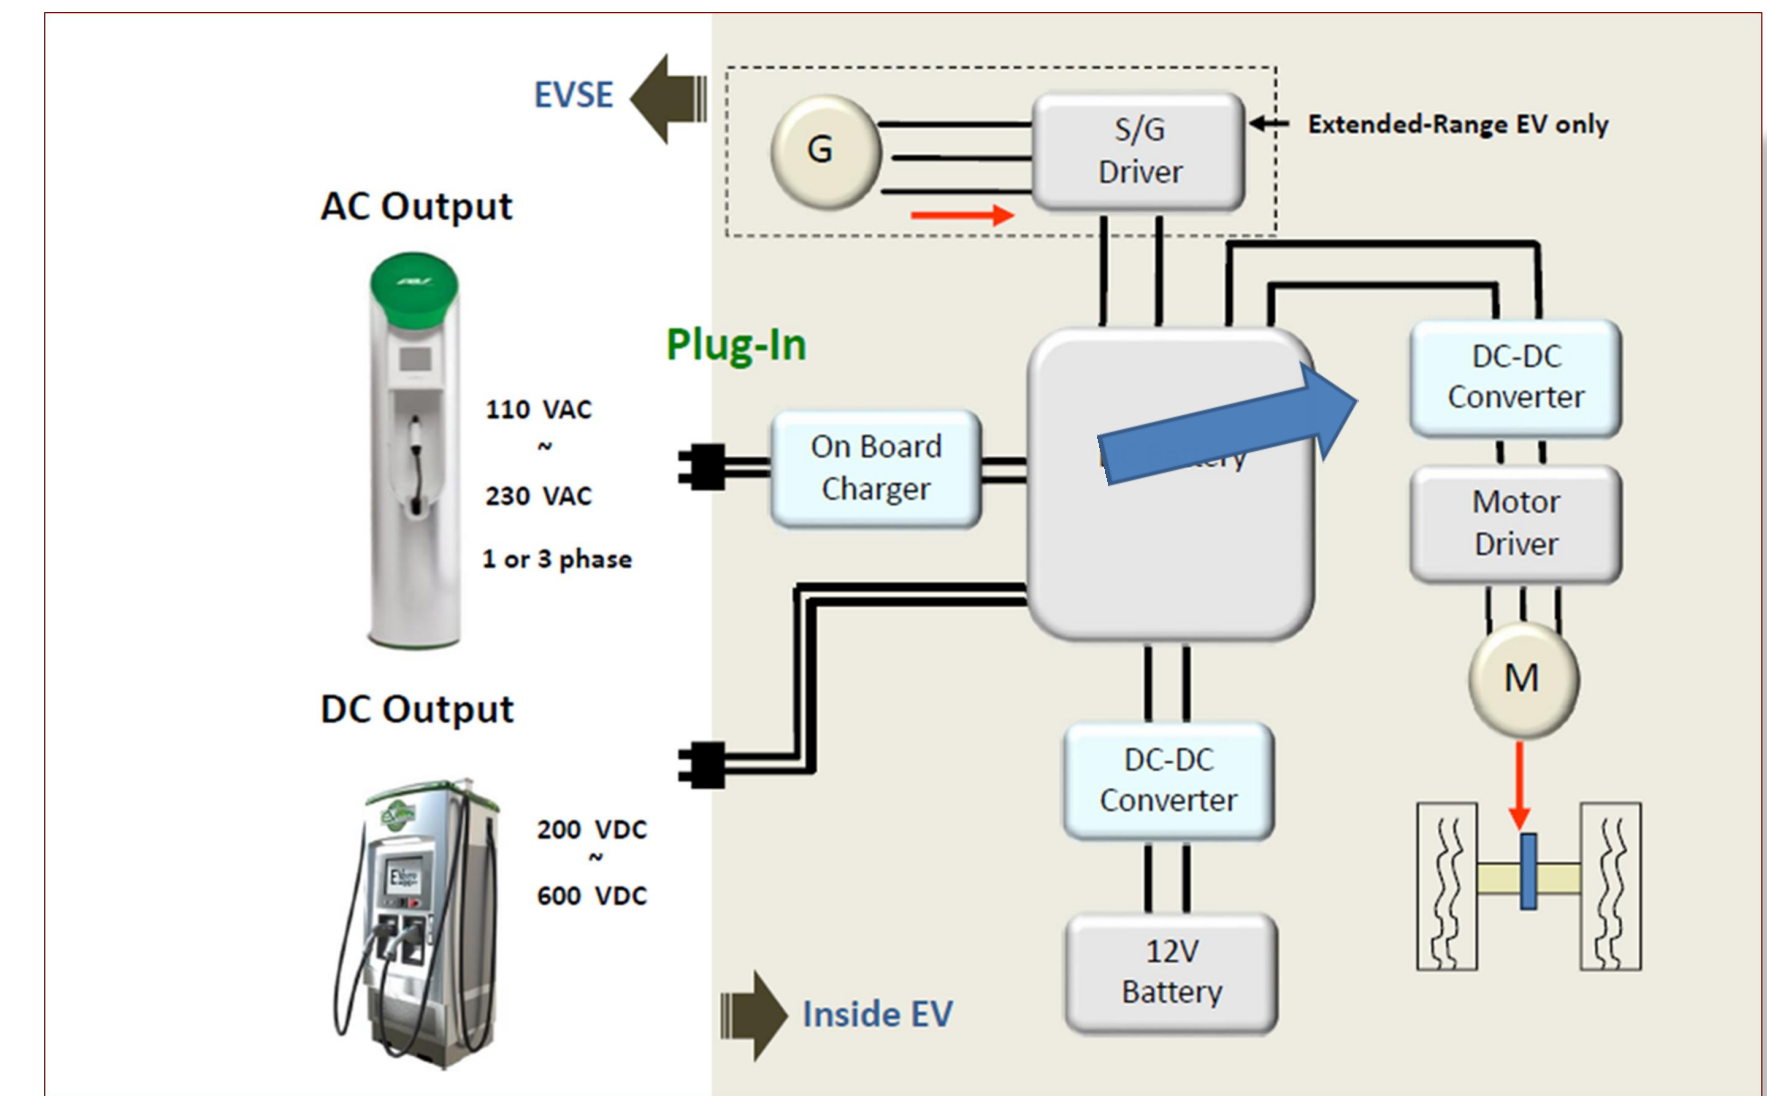 EVSE
G
S/G
Driver
Extended-Range EV only
AC Output
Plug-In
110 VAC
~
230 VAC
1 or 3 phase
On Board
Charger
DC-DC
Converter
Motor
Driver
M
DC Output
200 VDC
~
600 VDC
DC-DC
Converter
12V
Battery
Inside EV